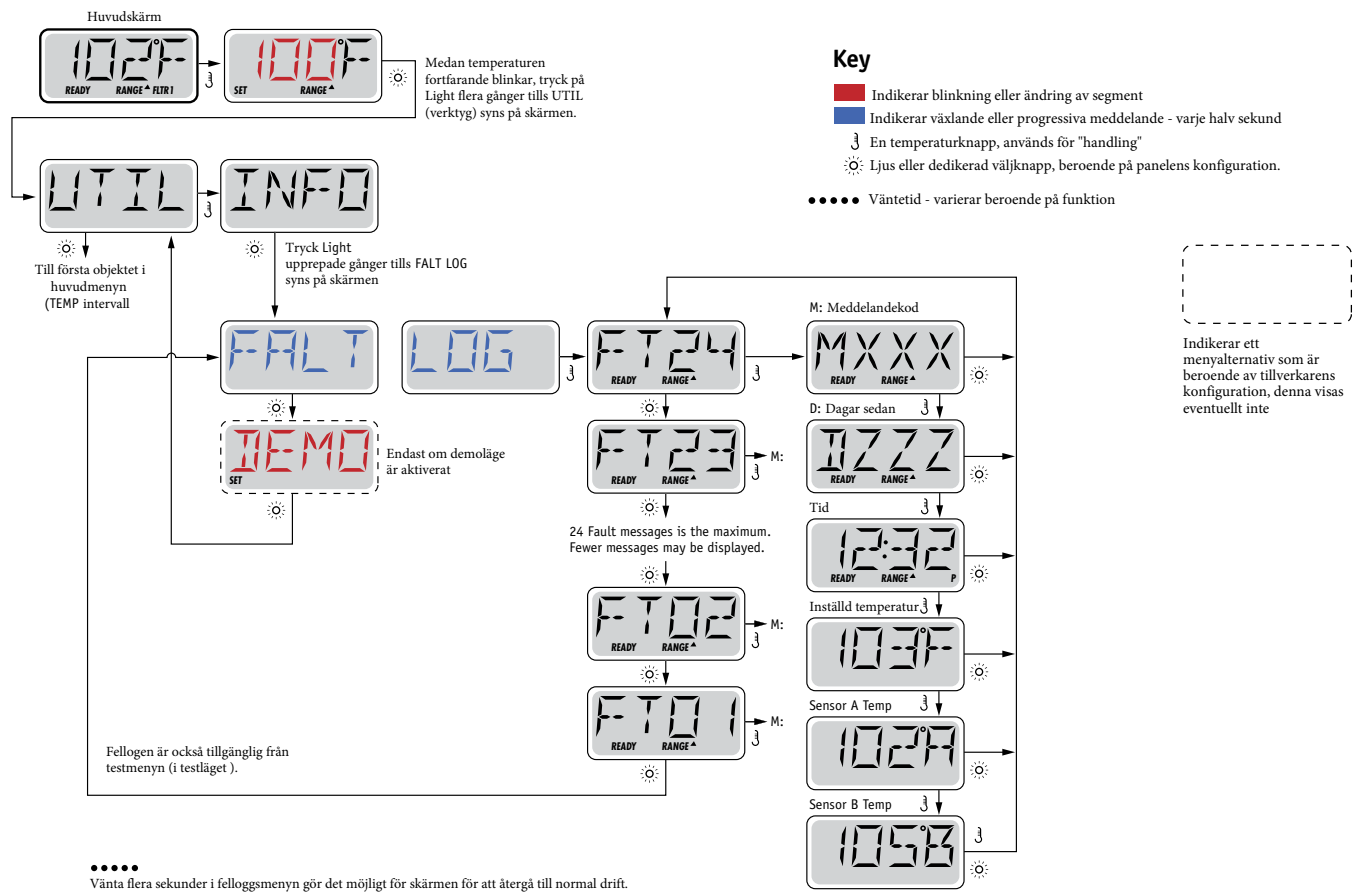 Huvudskärm
102°F
READY RANGE FLTR1
100°F
SET RANGE
Medan temperaturen
fortfarande blinkar, tryck på
Light flera gånger tills UTIL
(verktyg) syns på skärmen.
Key
Indikerar blinkning eller ändring av segment
Indikerar växlande eller progressiva meddelande - varje halv sekund
En temperaturknapp, används för "handling"
Ljus eller dedikerad väljknapp, beroende på panelens konfiguration.
Väntetid - varierar beroende på funktion
UTIL
INFO
Till första objektet i
huvudmenyn
(TEMP intervall
Tryck Light
upprepade gånger tills FALT LOG
syns på skärmen
Indikerar ett
menyalternativ som är
beroende av tillverkarens
konfiguration, denna visas
eventuellt inte
FALT
LOG
FT24
READY RANGE
M: Meddelandekod
MXXX
READY RANGE
DEMO
SET
Endast om demoläge
är aktiverat
FT23
READY RANGE
M:
D: Dagar sedan
DZZZ
READY RANGE
24 Fault messages is the maximum.
Fewer messages may be displayed.
Tid
12:32
READY RANGE P
FT02
READY RANGE
M:
Inställd temperatur
103°F
FT01
READY RANGE
M:
Sensor A Temp
102°A
Sensor B Temp
105°B
Fellogen är också tillgänglig från
testmenyn (i testläget ).
Vänta flera sekunder i felloggsmenyn gör det möjligt för skärmen för att återgå till normal drift.